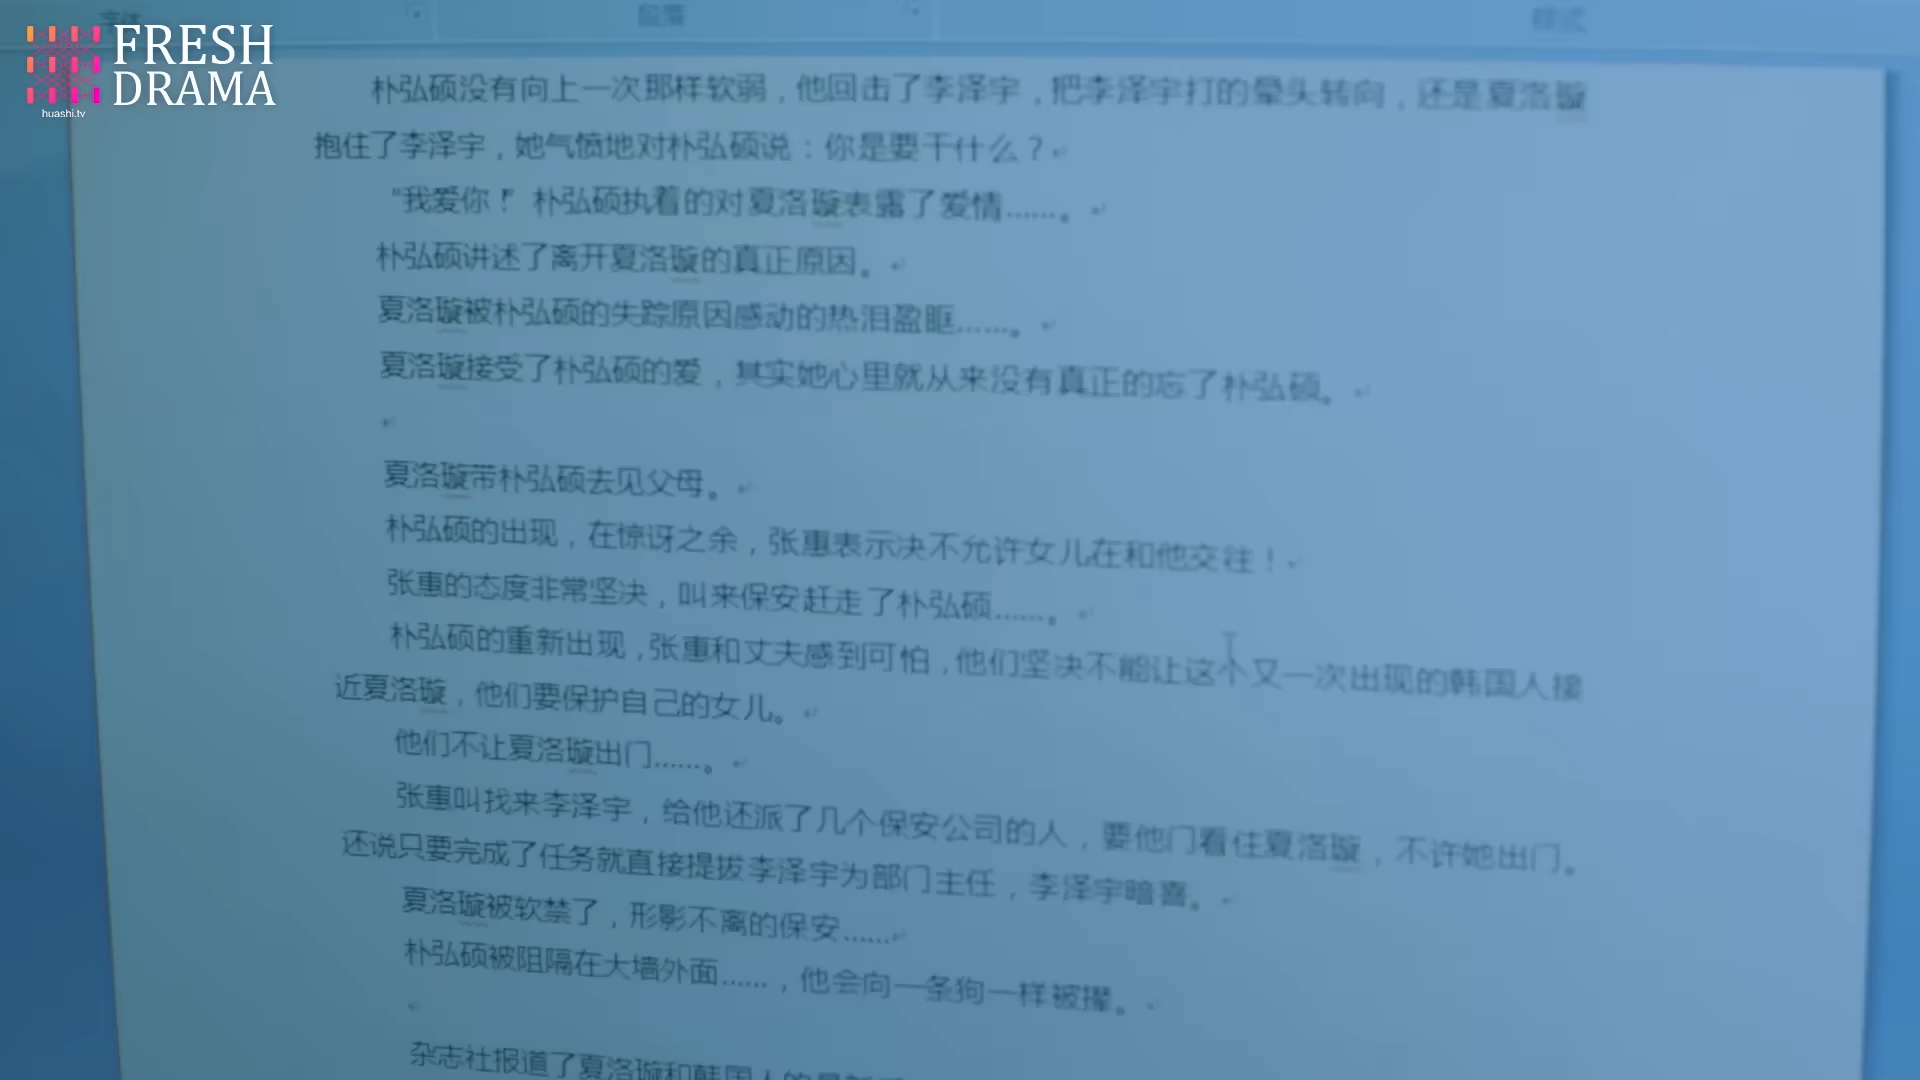 字体
段落
样式
FRESH
DRAMA
huashi.tv
朴弘硕没有向上一次那样软弱，他回击了李泽宇，把李泽宇打的晕头转向，还是夏洛璇
抱住了李泽宇，她气愤地对朴弘硕说：你是要干什么？
“我爱你！” 朴弘硕执着的对夏洛璇表露了爱情……。
朴弘硕讲述了离开夏洛璇的真正原因。
夏洛璇被朴弘硕的失踪原因感动的热泪盈眶……。
夏洛璇接受了朴弘硕的爱，其实她心里就从来没有真正的忘了朴弘硕。
夏洛璇带朴弘硕去见父母。
朴弘硕的出现，在惊讶之余，张惠表示决不允许女儿在和他交往！
张惠的态度非常坚决，叫来保安赶走了朴弘硕……。
朴弘硕的重新出现，张惠和丈夫感到可怕，他们坚决不能让这个又一次出现的韩国人接
近夏洛璇，他们要保护自己的女儿。
他们不让夏洛璇出门……。
张惠叫找来李泽宇，给他还派了几个保安公司的人，要他门看住夏洛璇，不许她出门。
还说只要完成了任务就直接提拔李泽宇为部门主任，李泽宇暗喜。
夏洛璇被软禁了，形影不离的保安……
朴弘硕被阻隔在大墙外面……，他会向一条狗一样被撵。
杂志社报道了夏洛璇和韩国人的最新